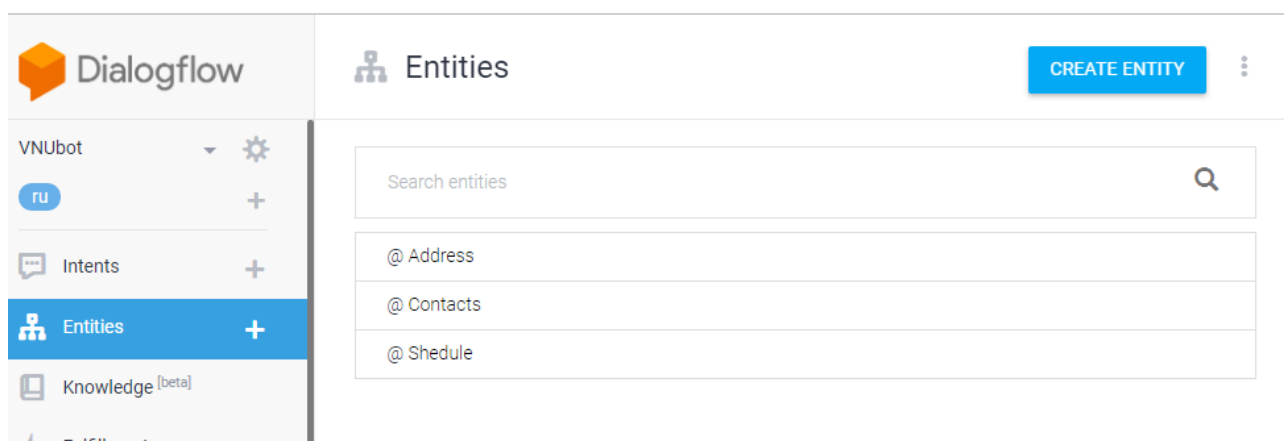 Dialogflow
Entities
CREATE ENTITY
VNUbot
ru
Intents
Entities
Knowledge [beta]
Search entities
@ Address
@ Contacts
@ Shedule